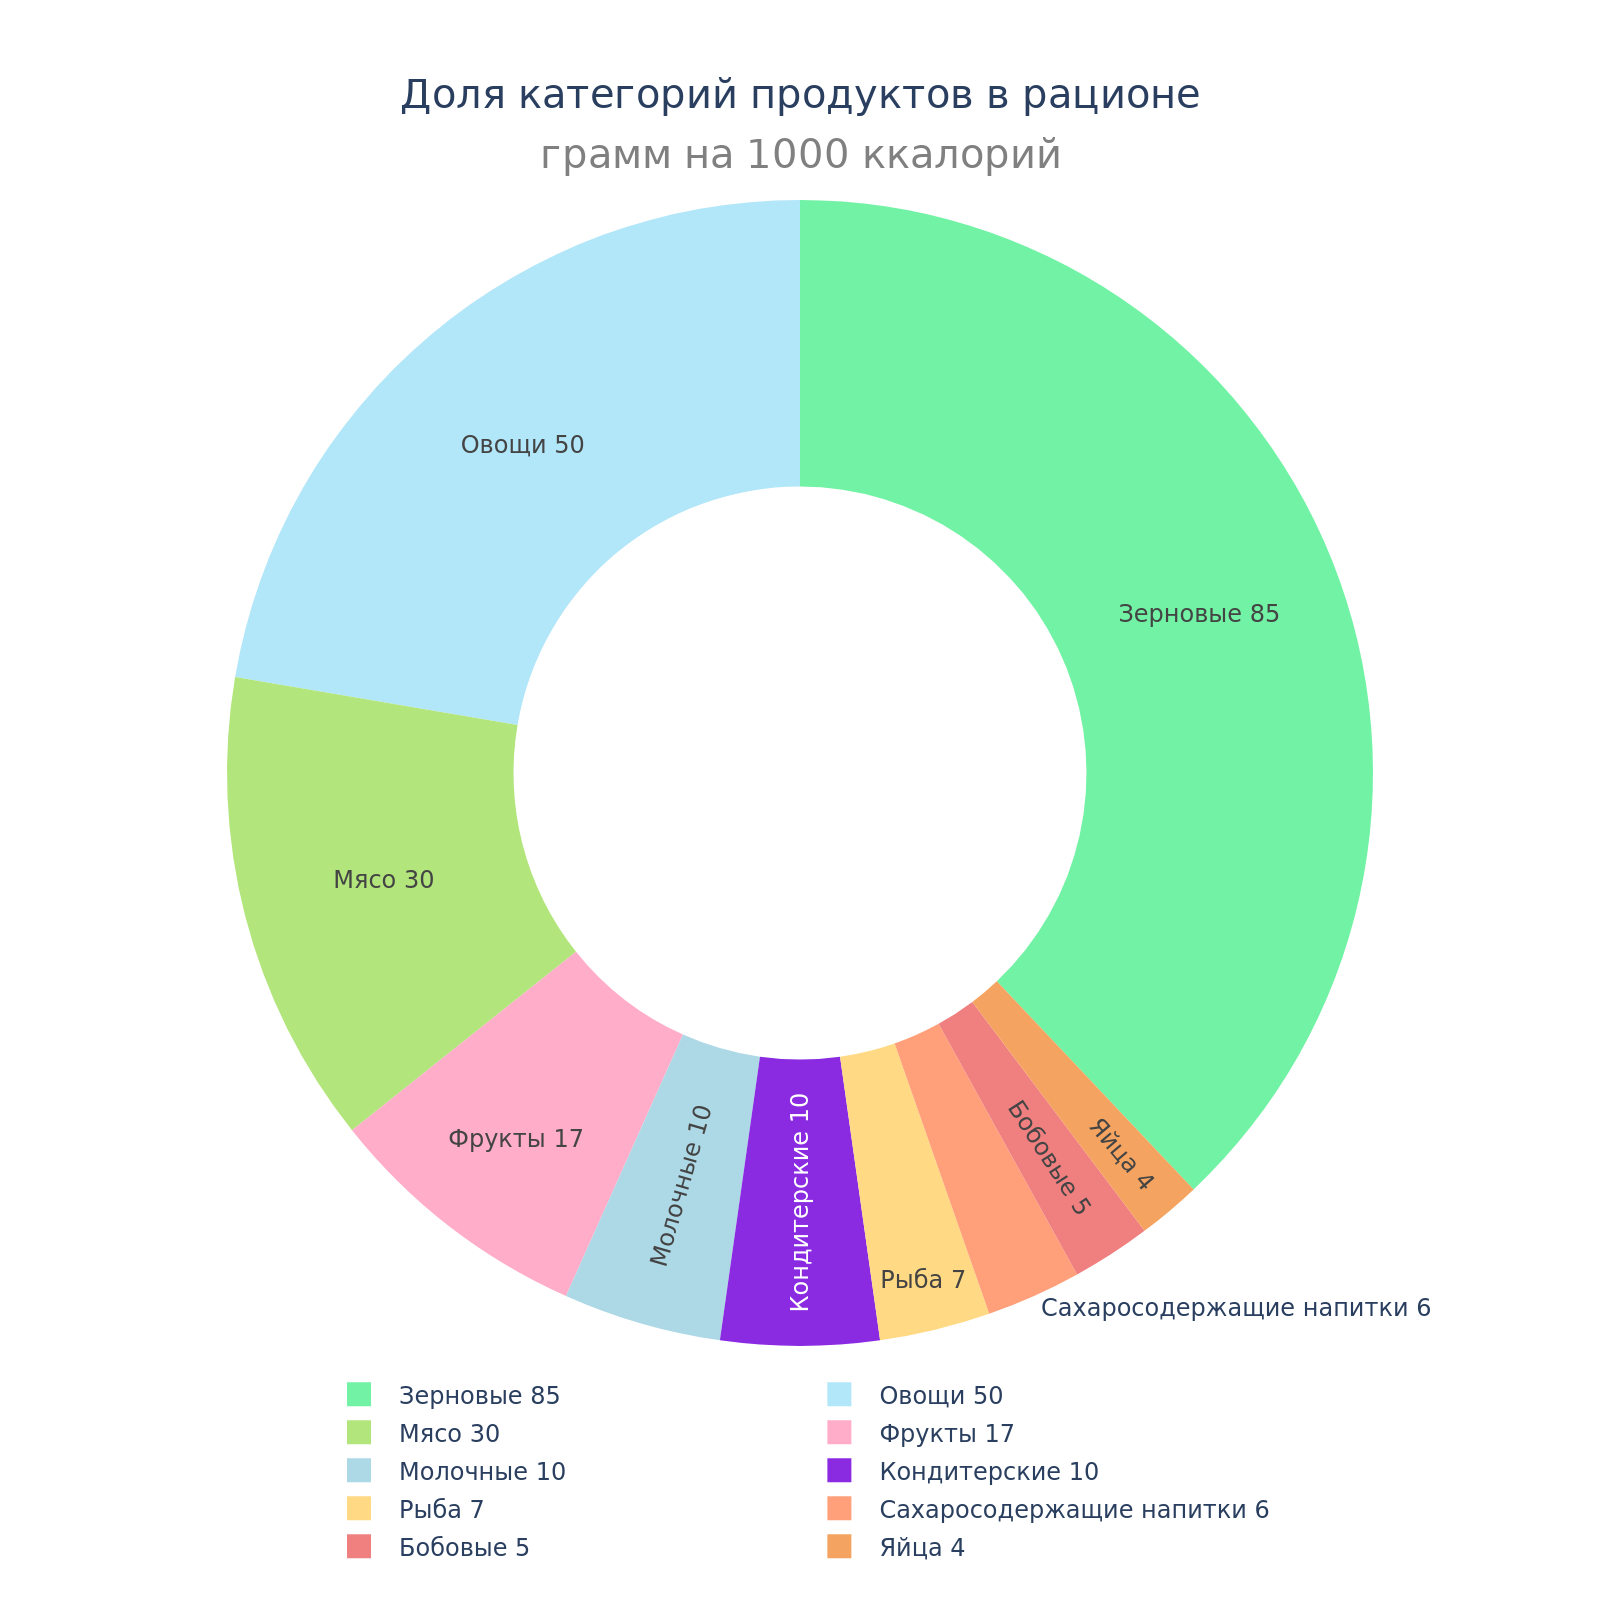 Доля категорий продуктов в рационе
грамм на 1000 ккалорий
Овощи 50
Зерновые 85
Мясо 30
Фрукты 17
Молочные 10
Кондитерские 10
Рыба 7
Сахаросодержащие напитки 6
Бобовые 5
Яйца 4
Зерновые 85
Овощи 50
Мясо 30
Фрукты 17
Молочные 10
Кондитерские 10
Рыба 7
Сахаросодержащие напитки 6
Бобовые 5
Яйца 4